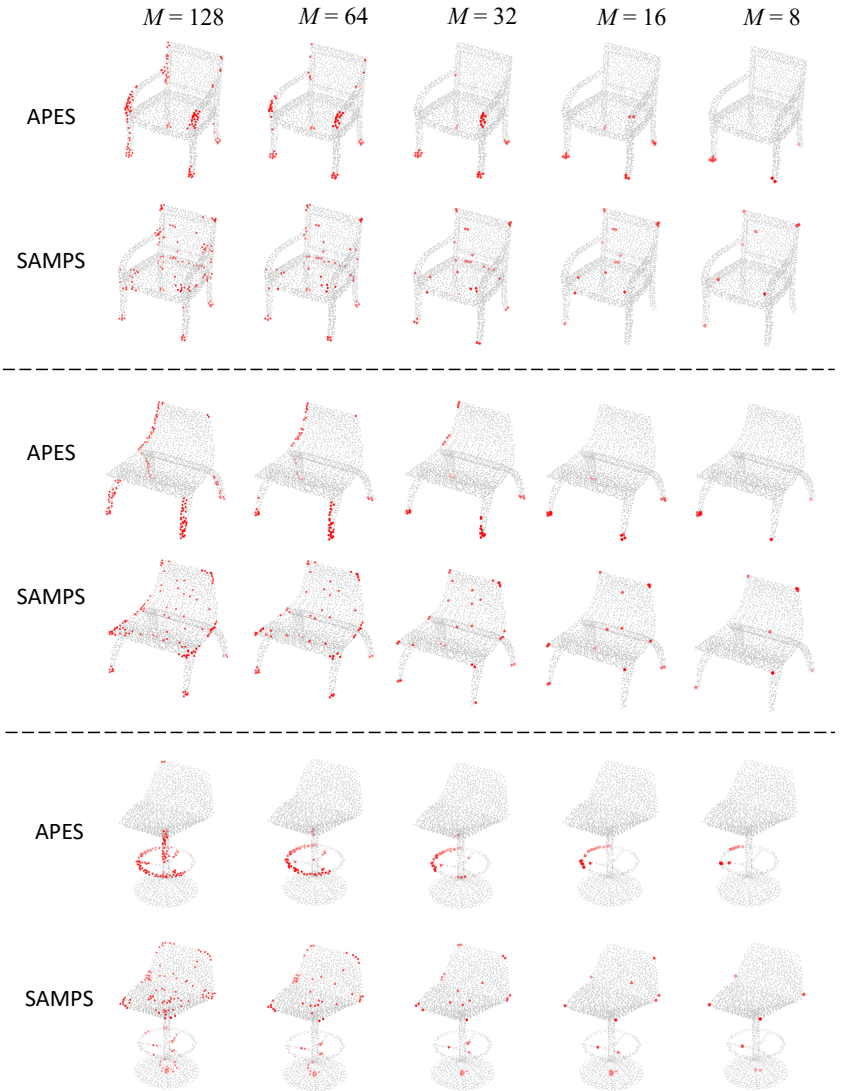 M = 128 M = 64 M = 32 M = 16 M = 8
APES
SAMPS
APES
SAMPS
APES
SAMPS